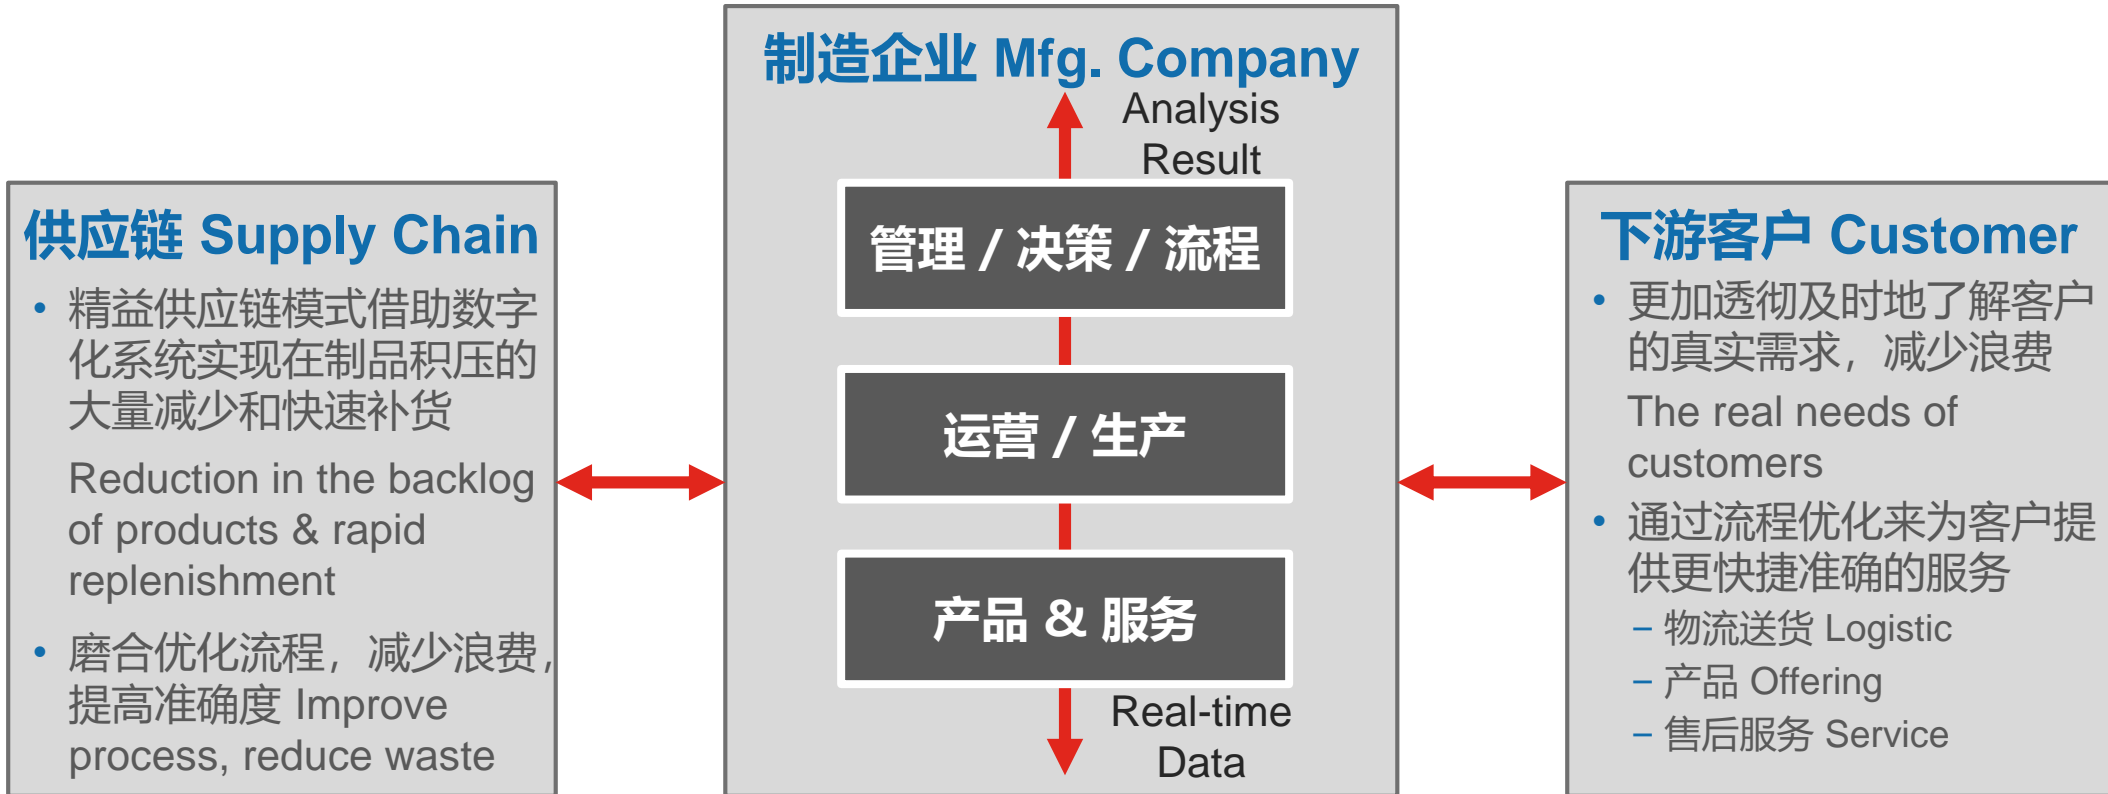 供应链 Supply Chain
• 精益供应链模式借助数字
化系统实现在制品积压的
大量减少和快速补货
Reduction in the backlog
of products & rapid
replenishment
• 磨合优化流程，减少浪费，
提高准确度 Improve
process, reduce waste
制造企业 Mfg. Company
Analysis
Result
管理 / 决策 / 流程
运营 / 生产
产品 & 服务
Real-time
Data
下游客户 Customer
• 更加透彻及时地了解客户
的真实需求，减少浪费
The real needs of
customers
• 通过流程优化来为客户提
供更快捷准确的服务
– 物流送货 Logistic
– 产品 Offering
– 售后服务 Service